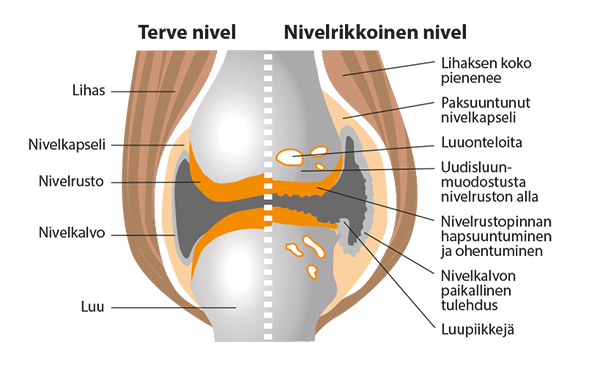 Terve nivel
Nivelrikkoinen nivel
Lihas
Nivelkapseli
Nivelrusto
Nivelkalvo
Luu
Lihaksen koko
pienenee
Paksuuntunut
nivelkapseli
Luuonteloita
Uudisluun-
muodostusta
nivelruston alla
Nivelrustopinnan
hapsuuntuminen
ja ohentuminen
Nivelkalvon
paikallinen
tulehdus
Luupiikkejä